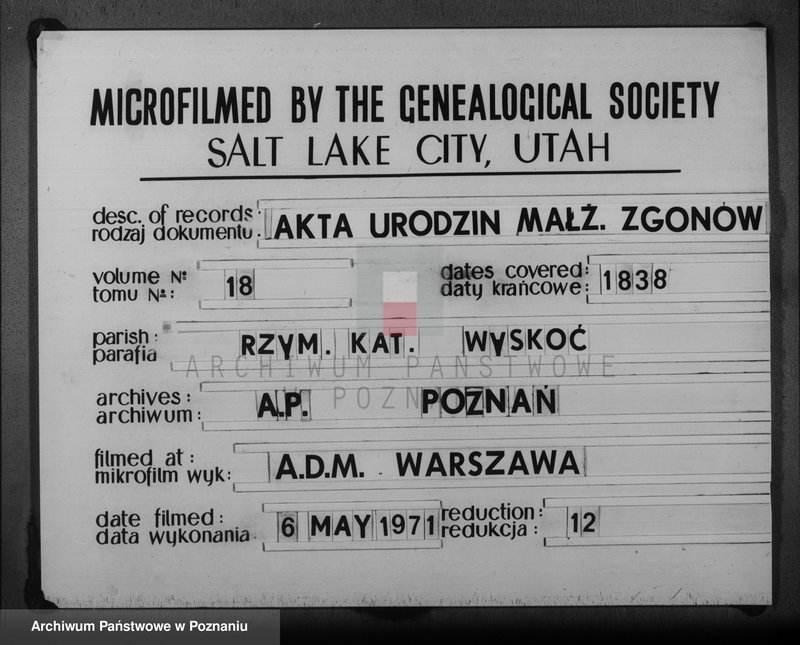 MICROFILMED BY THE GENEALOGICAL SOCIETY
SALT LAKE CITY, UTAH
desc. of records: AKTA URODZIN MAŁŻ. ZGONÓW
rodzaj dokumentu:
volume No 18 dates covered: 1838
tomu No: daty krańcowe:
parish: RZYM. KAT. WYSKOĆ
parafia
ARCHIWUM PAŃSTWOWE
archives: A.P. POZNAŃ
archiwum:
W POZNANIU
filmed at: A.D.M. WARSZAWA
mikrofilm wyk:
date filmed: 6 MAY 1971 reduction: 12
data wykonania redukcja:
Archiwum Państwowe w Poznaniu